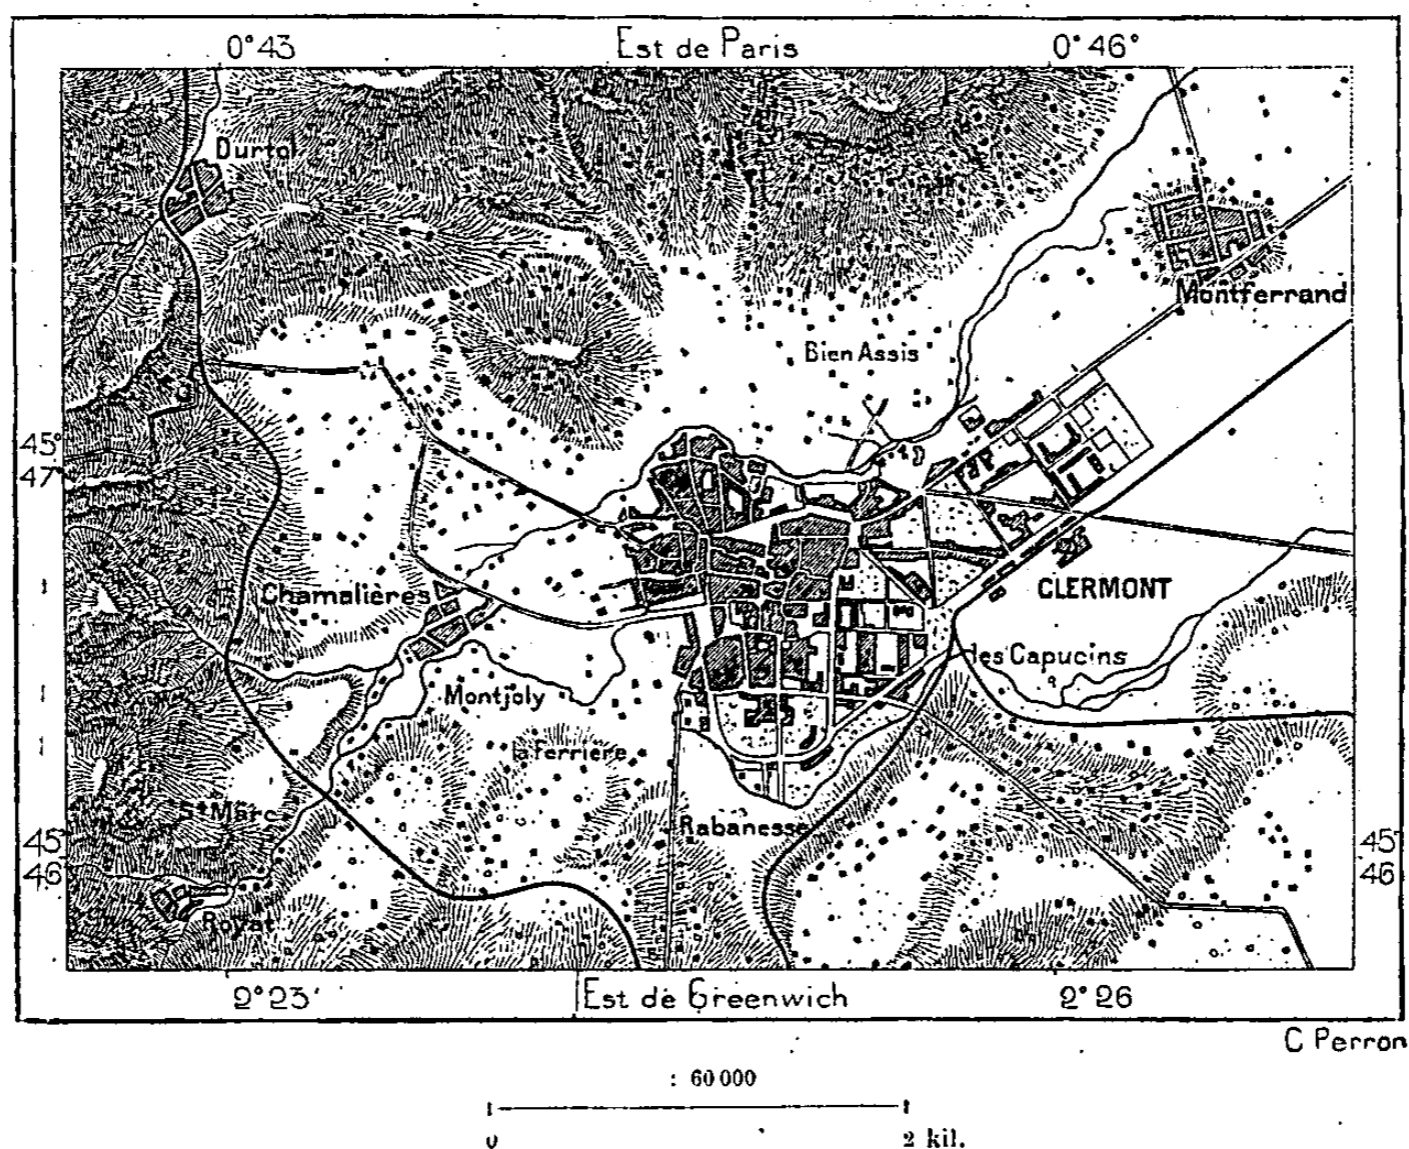 0°43 Est de Paris 0°46'
Durtol
Montferrand
Bien Assis
45°
47'
Chamalières
CLERMONT
les Capucins
Montjoly
la Ferrière
St Marc
Rabanesse
45°
46'
45°
46'
Royat
2°23' Est de Greenwich 2°26
C Perron
: 60 000
0 2 kil.